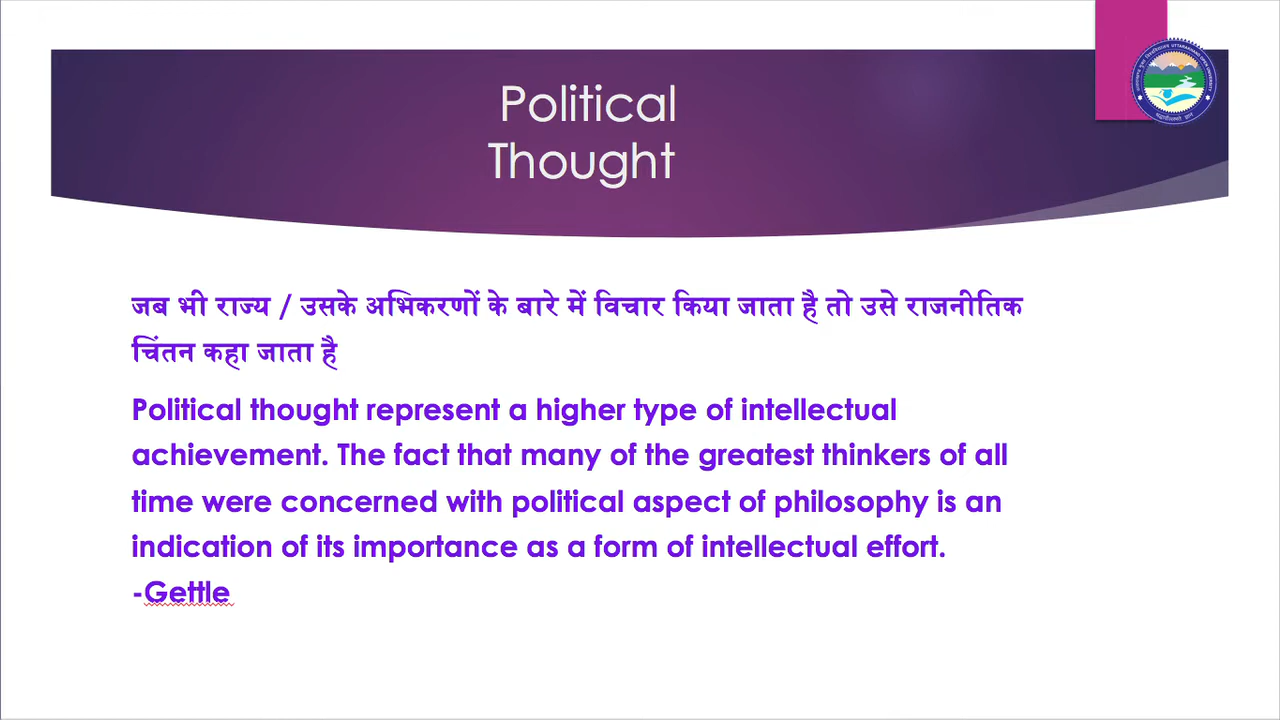 Political
Thought
जब भी राज्य / उसके अभिकरणों के बारे में विचार किया जाता है तो उसे राजनीतिक
चिंतन कहा जाता है
Political thought represent a higher type of intellectual
achievement. The fact that many of the greatest thinkers of all
time were concerned with political aspect of philosophy is an
indication of its importance as a form of intellectual effort.
-Gettle